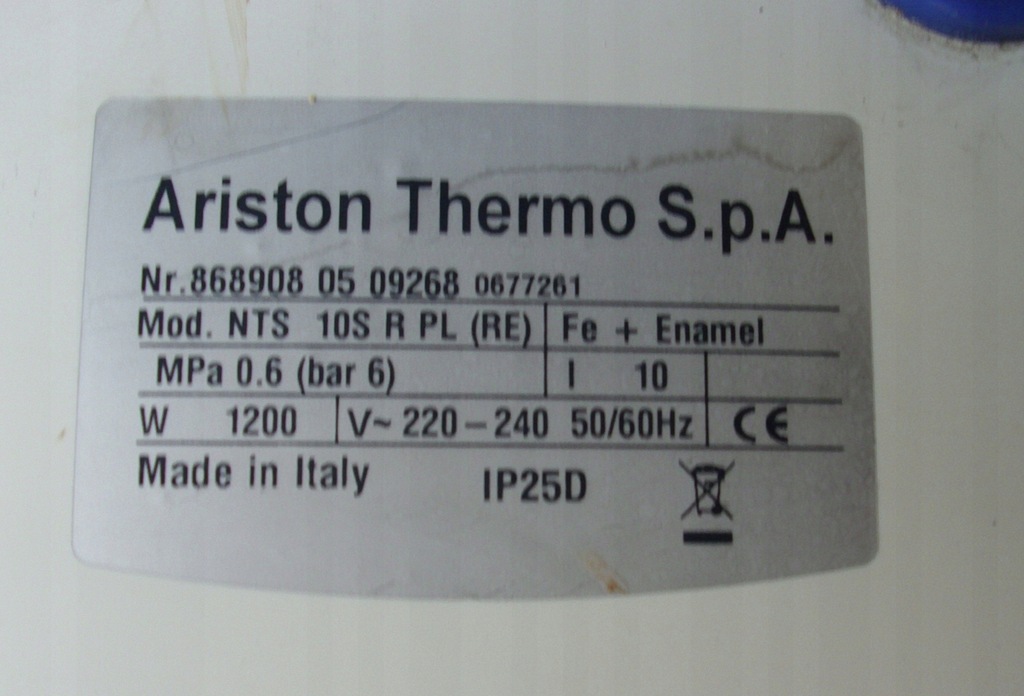 Ariston Thermo S.p.A.
Nr.868908 05 09268 0677261
Mod. NTS 10S R PL (RE) Fe + Enamel
MPa 0.6 (bar 6) l 10
W 1200 V~ 220-240 50/60Hz CE
Made in Italy IP25D